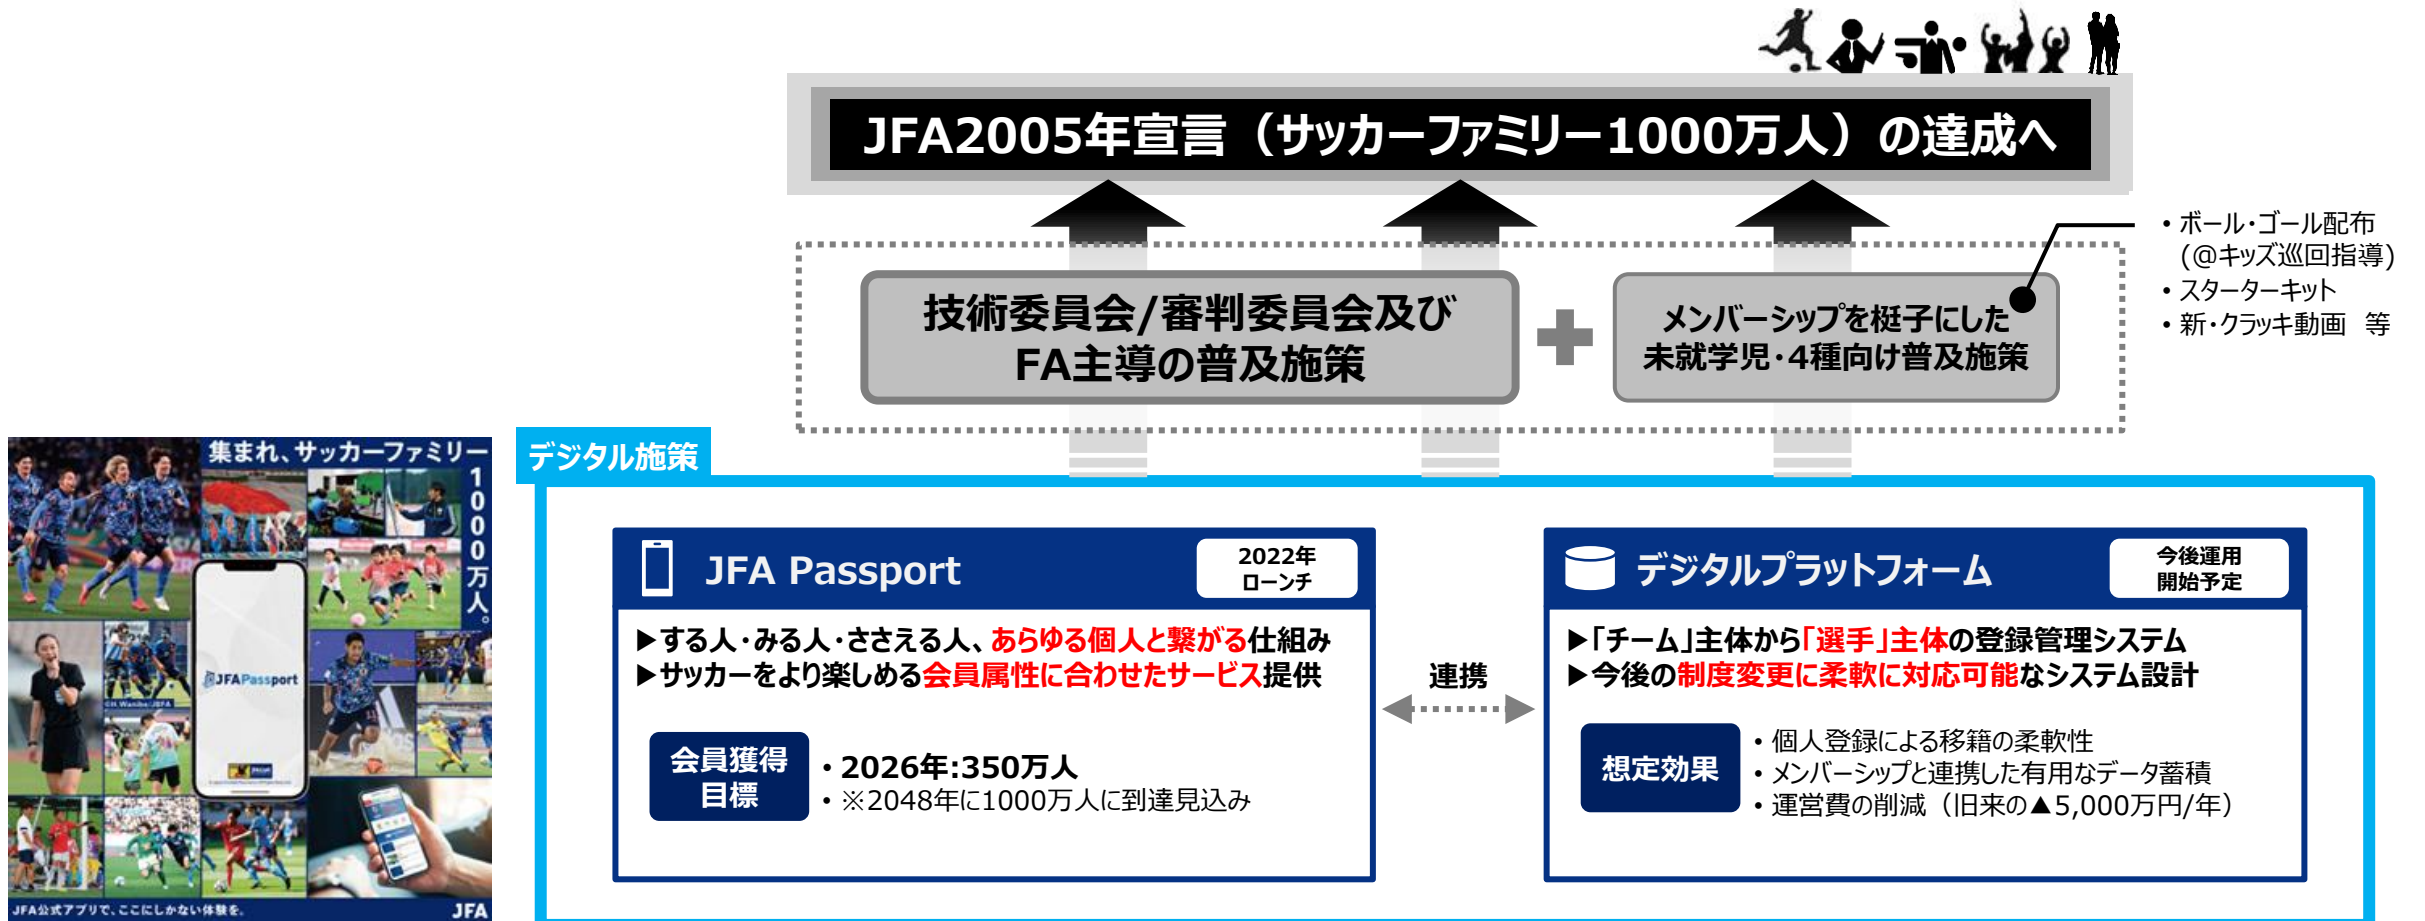 JFA2005年宣言（サッカーファミリー1000万人）の達成へ
技術委員会/審判委員会及び
FA主導の普及施策
メンバーシップを梃子にした
未就学児・4種向け普及施策
・ボール・ゴール配布
(@キッズ巡回指導)
・スターターキット
・新・クラッキ動画　等
集まれ、サッカーファミリー
1000万人。
JFAPassport
JFA公式アプリで、ここにしかない体験を。
JFA
デジタル施策
JFA Passport
2022年
ローンチ
▶する人・みる人・ささえる人、あらゆる個人と繋がる仕組み
▶サッカーをより楽しめる会員属性に合わせたサービス提供
会員獲得
目標
・2026年:350万人
・※2048年に1000万人に到達見込み
連携
デジタルプラットフォーム
今後運用
開始予定
▶「チーム」主体から「選手」主体の登録管理システム
▶今後の制度変更に柔軟に対応可能なシステム設計
想定効果
・個人登録による移籍の柔軟性
・メンバーシップと連携した有用なデータ蓄積
・運営費の削減（旧来の▲5,000万円/年）